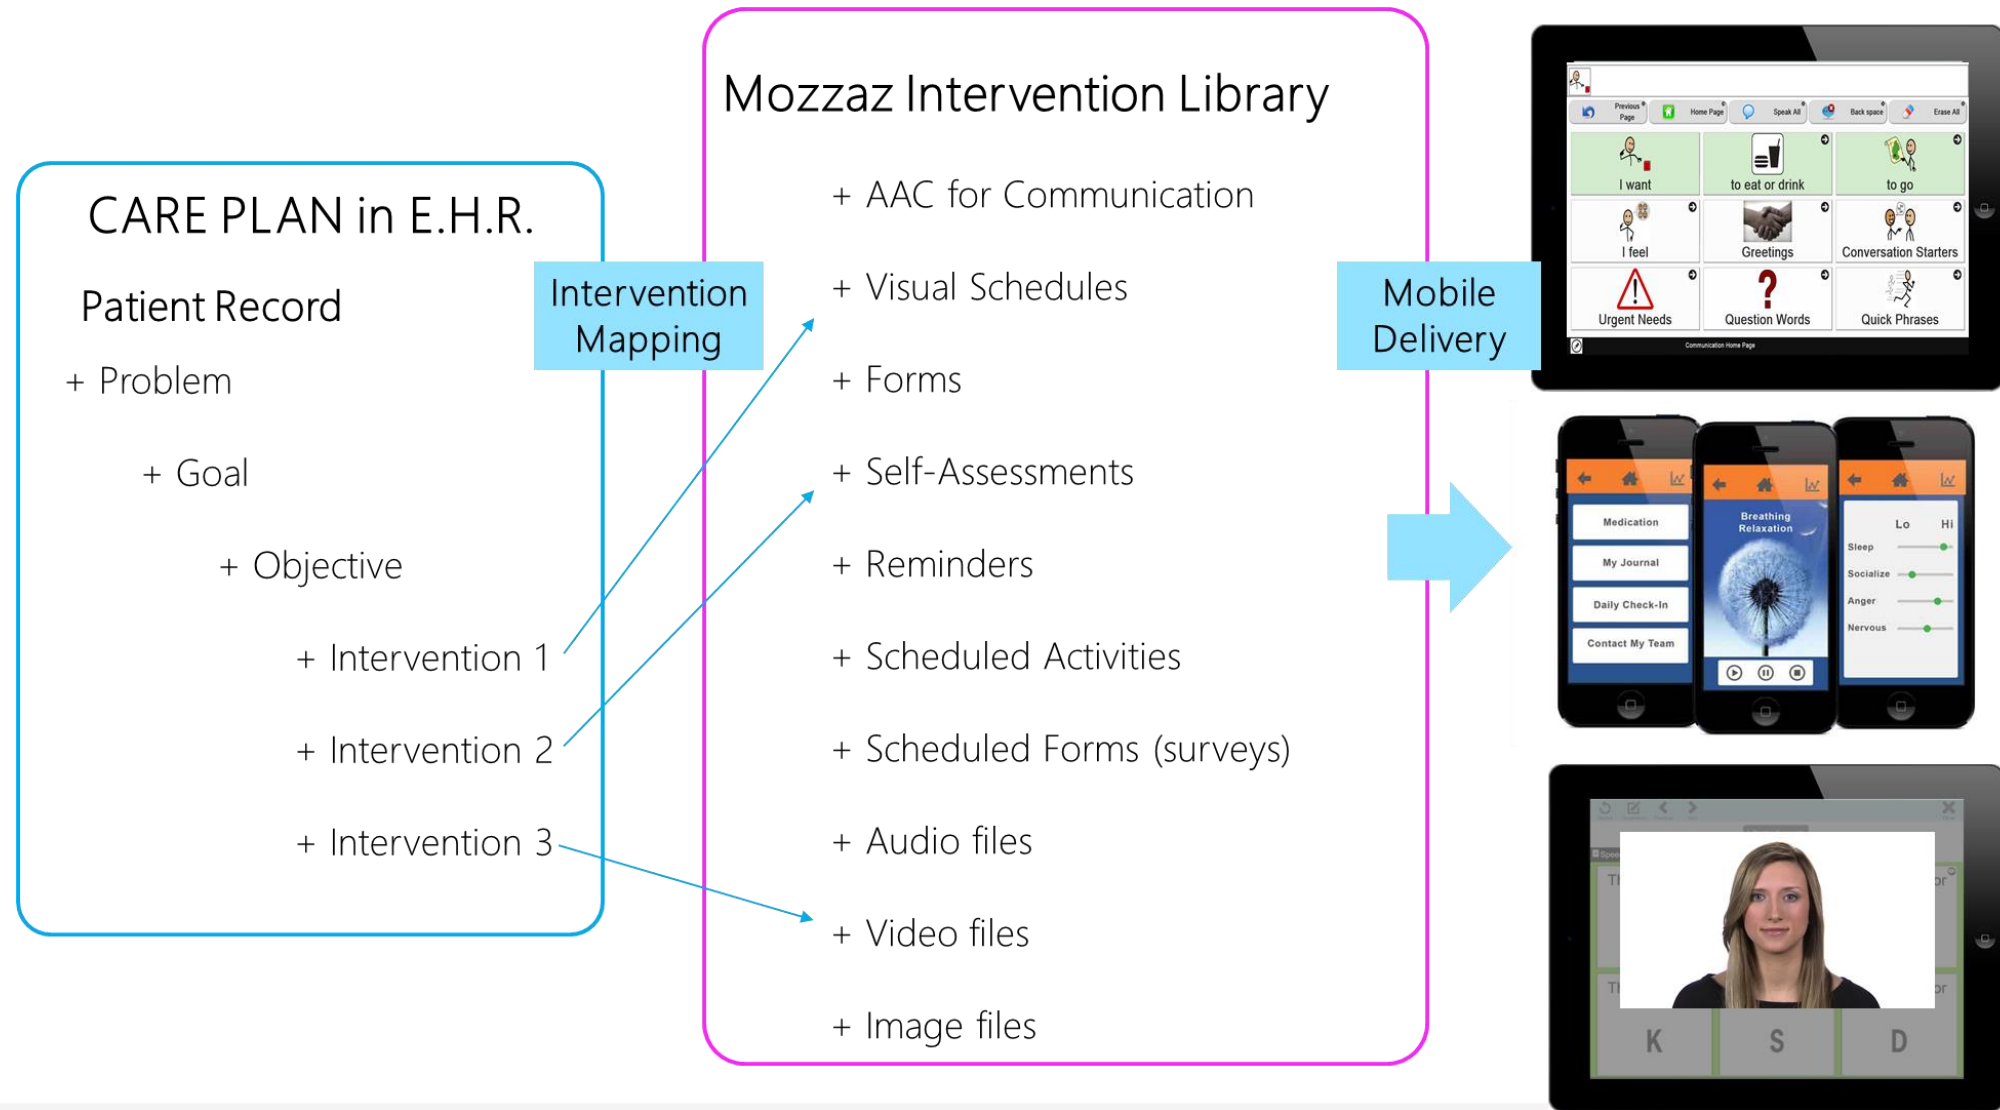 CARE PLAN in E.H.R.
Patient Record
+ Problem
+ Goal
+ Objective
+ Intervention 1
+ Intervention 2
+ Intervention 3
Intervention
Mapping
Mozzaz Intervention Library
+ AAC for Communication
+ Visual Schedules
+ Forms
+ Self-Assessments
+ Reminders
+ Scheduled Activities
+ Scheduled Forms (surveys)
+ Audio files
+ Video files
+ Image files
Mobile
Delivery
Previous
Page
Home Page
Speak All
Back space
Erase All
I want
to eat or drink
to go
I feel
Greetings
Conversation Starters
Urgent Needs
Question Words
Quick Phrases
Communication Home Page
Medication
My Journal
Daily Check-In
Contact My Team
Breathing
Relaxation
Lo Hi
Sleep
Socialize
Anger
Nervous
K S D